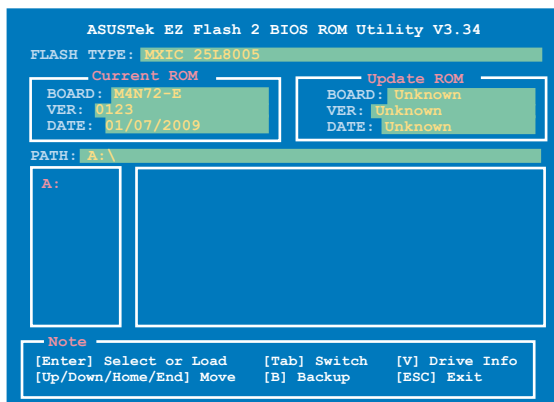 ASUSTek EZ Flash 2 BIOS ROM Utility V3.34
FLASH TYPE: MXIC 25L8005
Current ROM
BOARD: M4N72-E
VER: 0123
DATE: 01/07/2009
Update ROM
BOARD: Unknown
VER: Unknown
DATE: Unknown
PATH: A:\
A:
Note
[Enter] Select or Load [Tab] Switch [V] Drive Info
[Up/Down/Home/End] Move [B] Backup [ESC] Exit